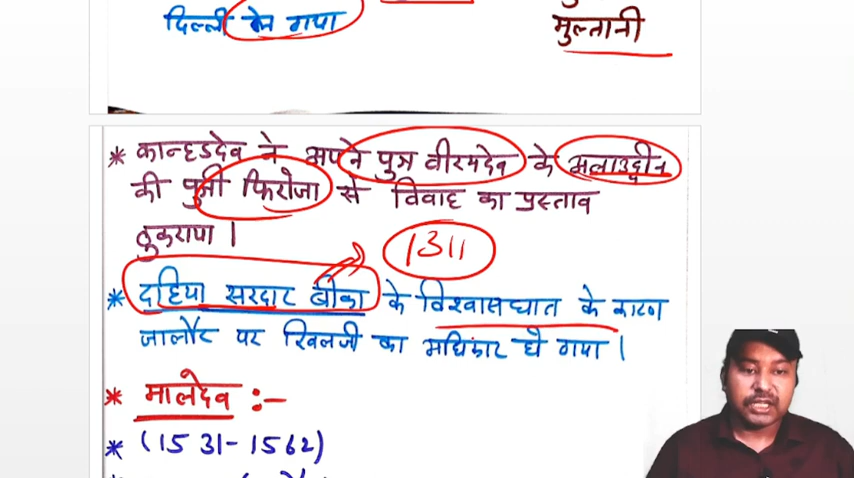 दिल्ली ले गया
मुल्तानी
* कान्हडदेव ने अपने पुत्र वीरमदेव के अलाउद्दीन
की पुत्री फिरोजा से विवाह का प्रस्ताव
ठुकराया।
1311
* दहिया सरदार बीका के विश्वासघात के कारण
जालौर पर खिलजी का अधिकार हो गया।
* मालदेव :-
* (1531-1562)